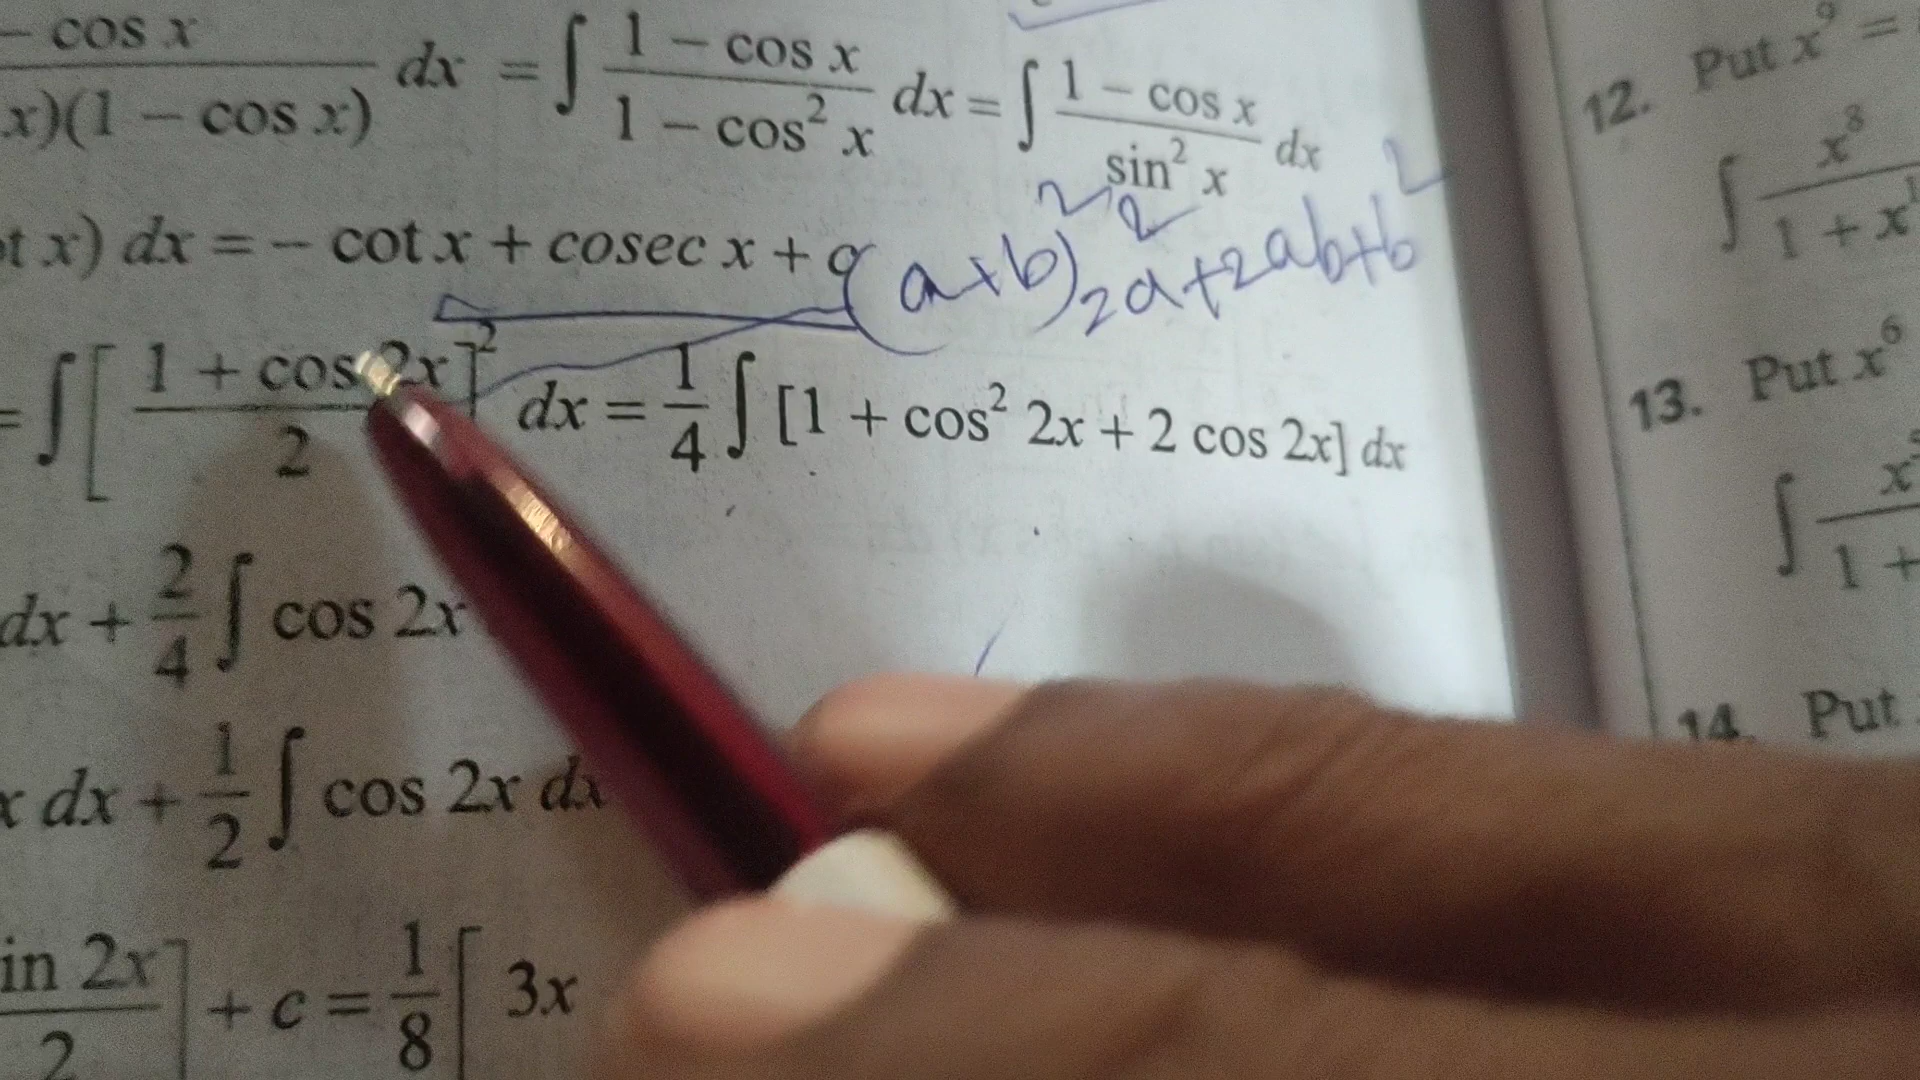 − cos x / x)(1 − cos x) dx = ∫ 1 − cos x / 1 − cos² x dx = ∫ 1 − cos x / sin² x dx
t x) dx = − cot x + cosec x + c
(a+b)² = a²+2ab+b²
= ∫ [1 + cos 2x / 2]² dx = 1/4 ∫ [1 + cos² 2x + 2 cos 2x] dx
dx + 2/4 ∫ cos 2x
x dx + 1/2 ∫ cos 2x dx
in 2x / 2 ] + c = 1/8 [ 3x
12. Put x⁹ =
∫ x⁸ / 1 + x
13. Put x⁶
∫ x / 1 +
14. Put